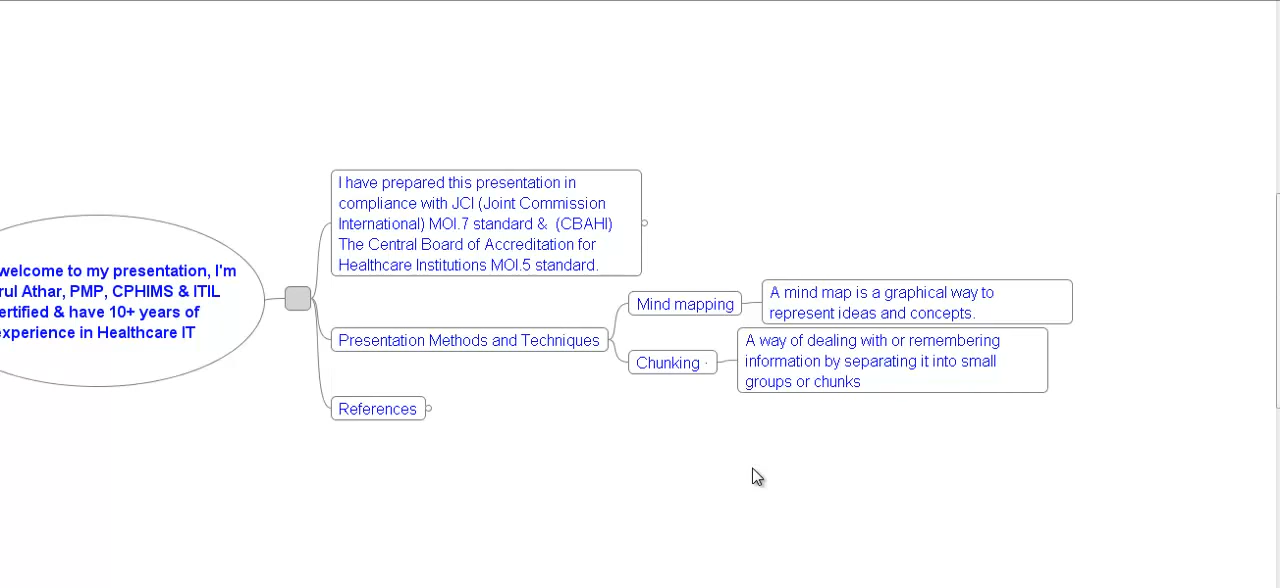 welcome to my presentation, I'm
rul Athar, PMP, CPHIMS & ITIL
ertified & have 10+ years of
experience in Healthcare IT
I have prepared this presentation in
compliance with JCI (Joint Commission
International) MOI.7 standard &  (CBAHI)
The Central Board of Accreditation for
Healthcare Institutions MOI.5 standard.
Presentation Methods and Techniques
Mind mapping
A mind map is a graphical way to
represent ideas and concepts.
Chunking ·
A way of dealing with or remembering
information by separating it into small
groups or chunks
References